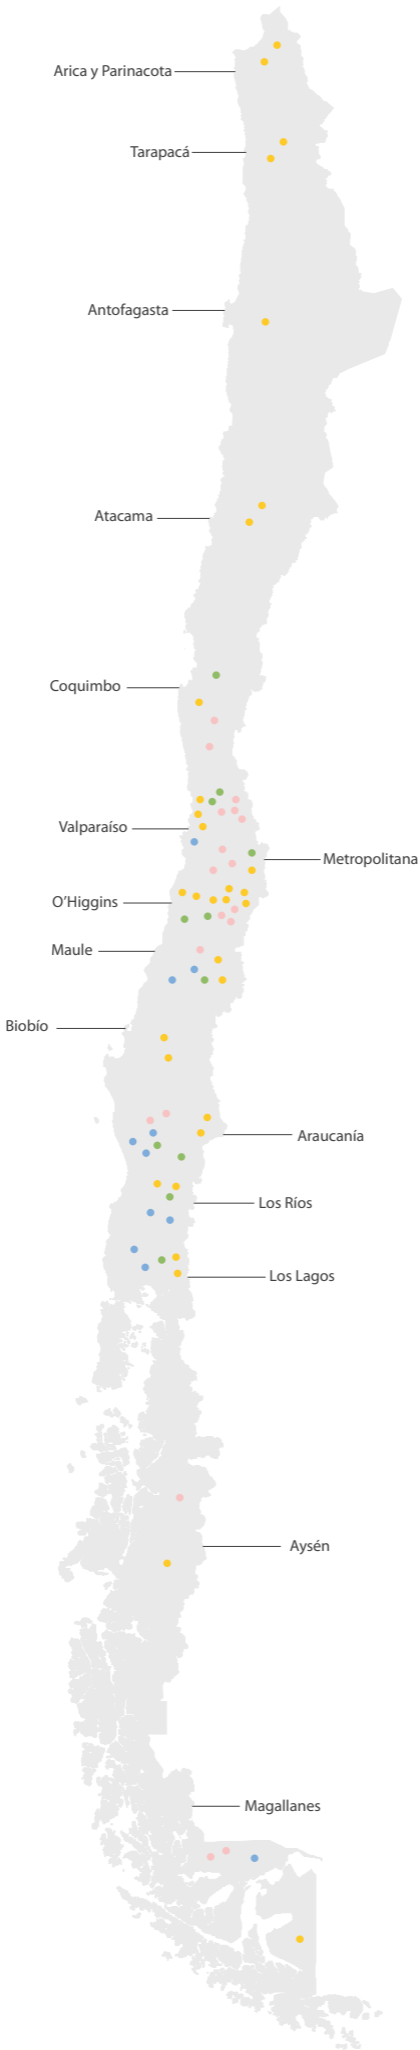 Arica y Parinacota
Tarapacá
Antofagasta
Atacama
Coquimbo
Valparaíso
Metropolitana
O'Higgins
Maule
Biobío
Araucanía
Los Ríos
Los Lagos
Aysén
Magallanes